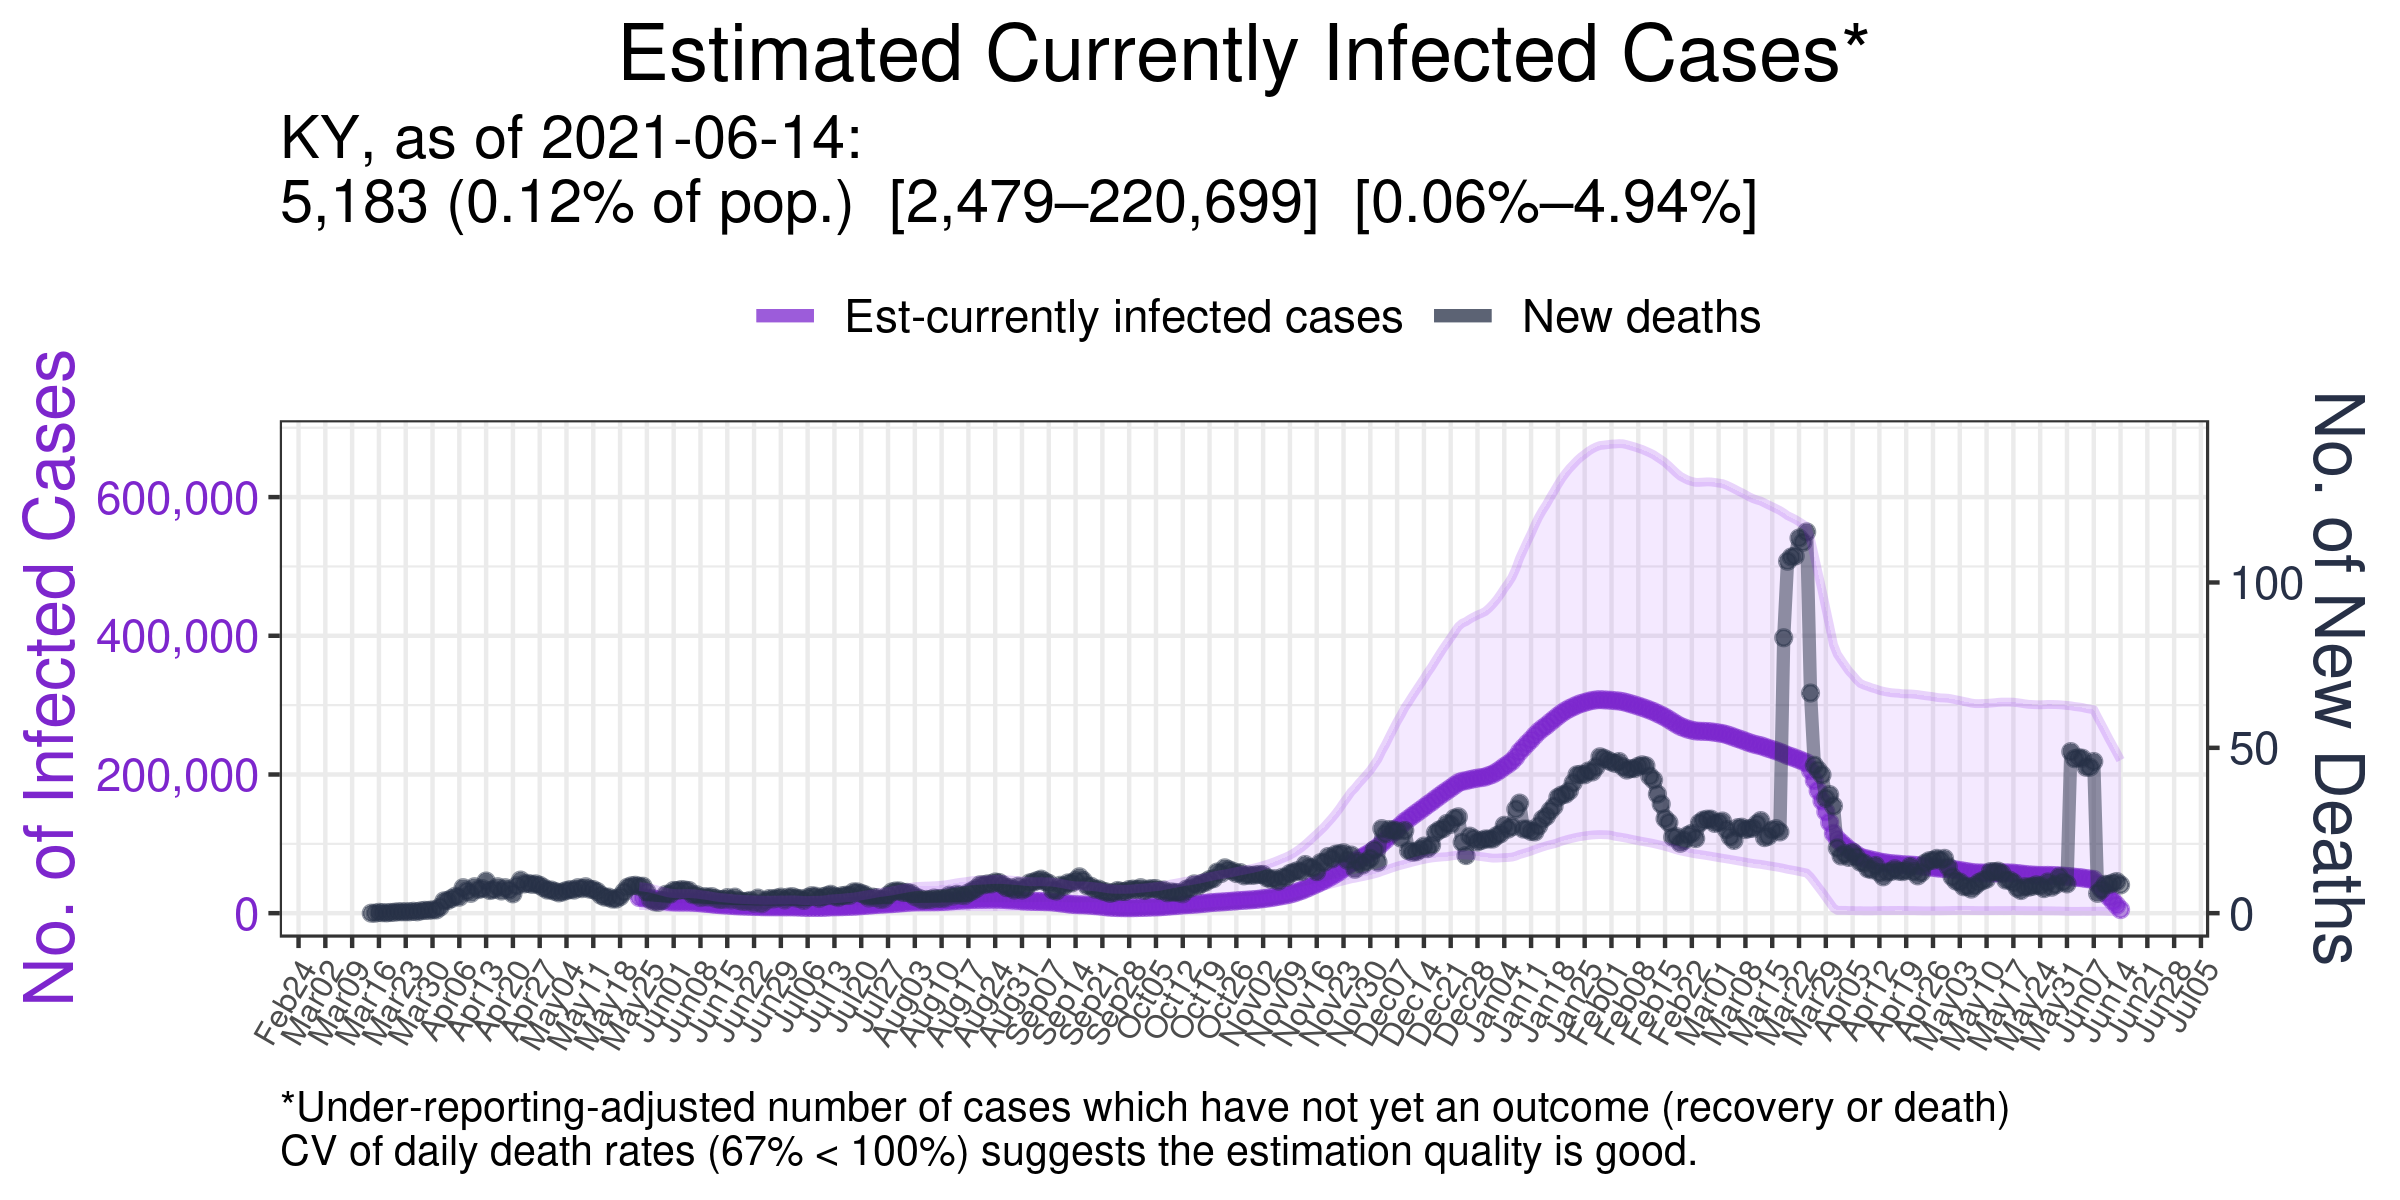 Estimated Currently Infected Cases*
KY, as of 2021-06-14:
5,183 (0.12% of pop.)  [2,479–220,699]  [0.06%–4.94%]
Est-currently infected cases
New deaths
No. of Infected Cases
600,000
400,000
200,000
0
100
50
0
No. of New Deaths
Feb24
Mar02
Mar09
Mar16
Mar23
Mar30
Apr06
Apr13
Apr20
Apr27
May04
May11
May18
May25
Jun01
Jun08
Jun15
Jun22
Jun29
Jul06
Jul13
Jul20
Jul27
Aug03
Aug10
Aug17
Aug24
Aug31
Sep07
Sep14
Sep21
Sep28
Oct05
Oct12
Oct19
Oct26
Nov02
Nov09
Nov16
Nov23
Nov30
Dec07
Dec14
Dec21
Dec28
Jan04
Jan11
Jan18
Jan25
Feb01
Feb08
Feb15
Feb22
Mar01
Mar08
Mar15
Mar22
Mar29
Apr05
Apr12
Apr19
Apr26
May03
May10
May17
May24
May31
Jun07
Jun14
Jun21
Jun28
Jul05
*Under-reporting-adjusted number of cases which have not yet an outcome (recovery or death)
CV of daily death rates (67% < 100%) suggests the estimation quality is good.